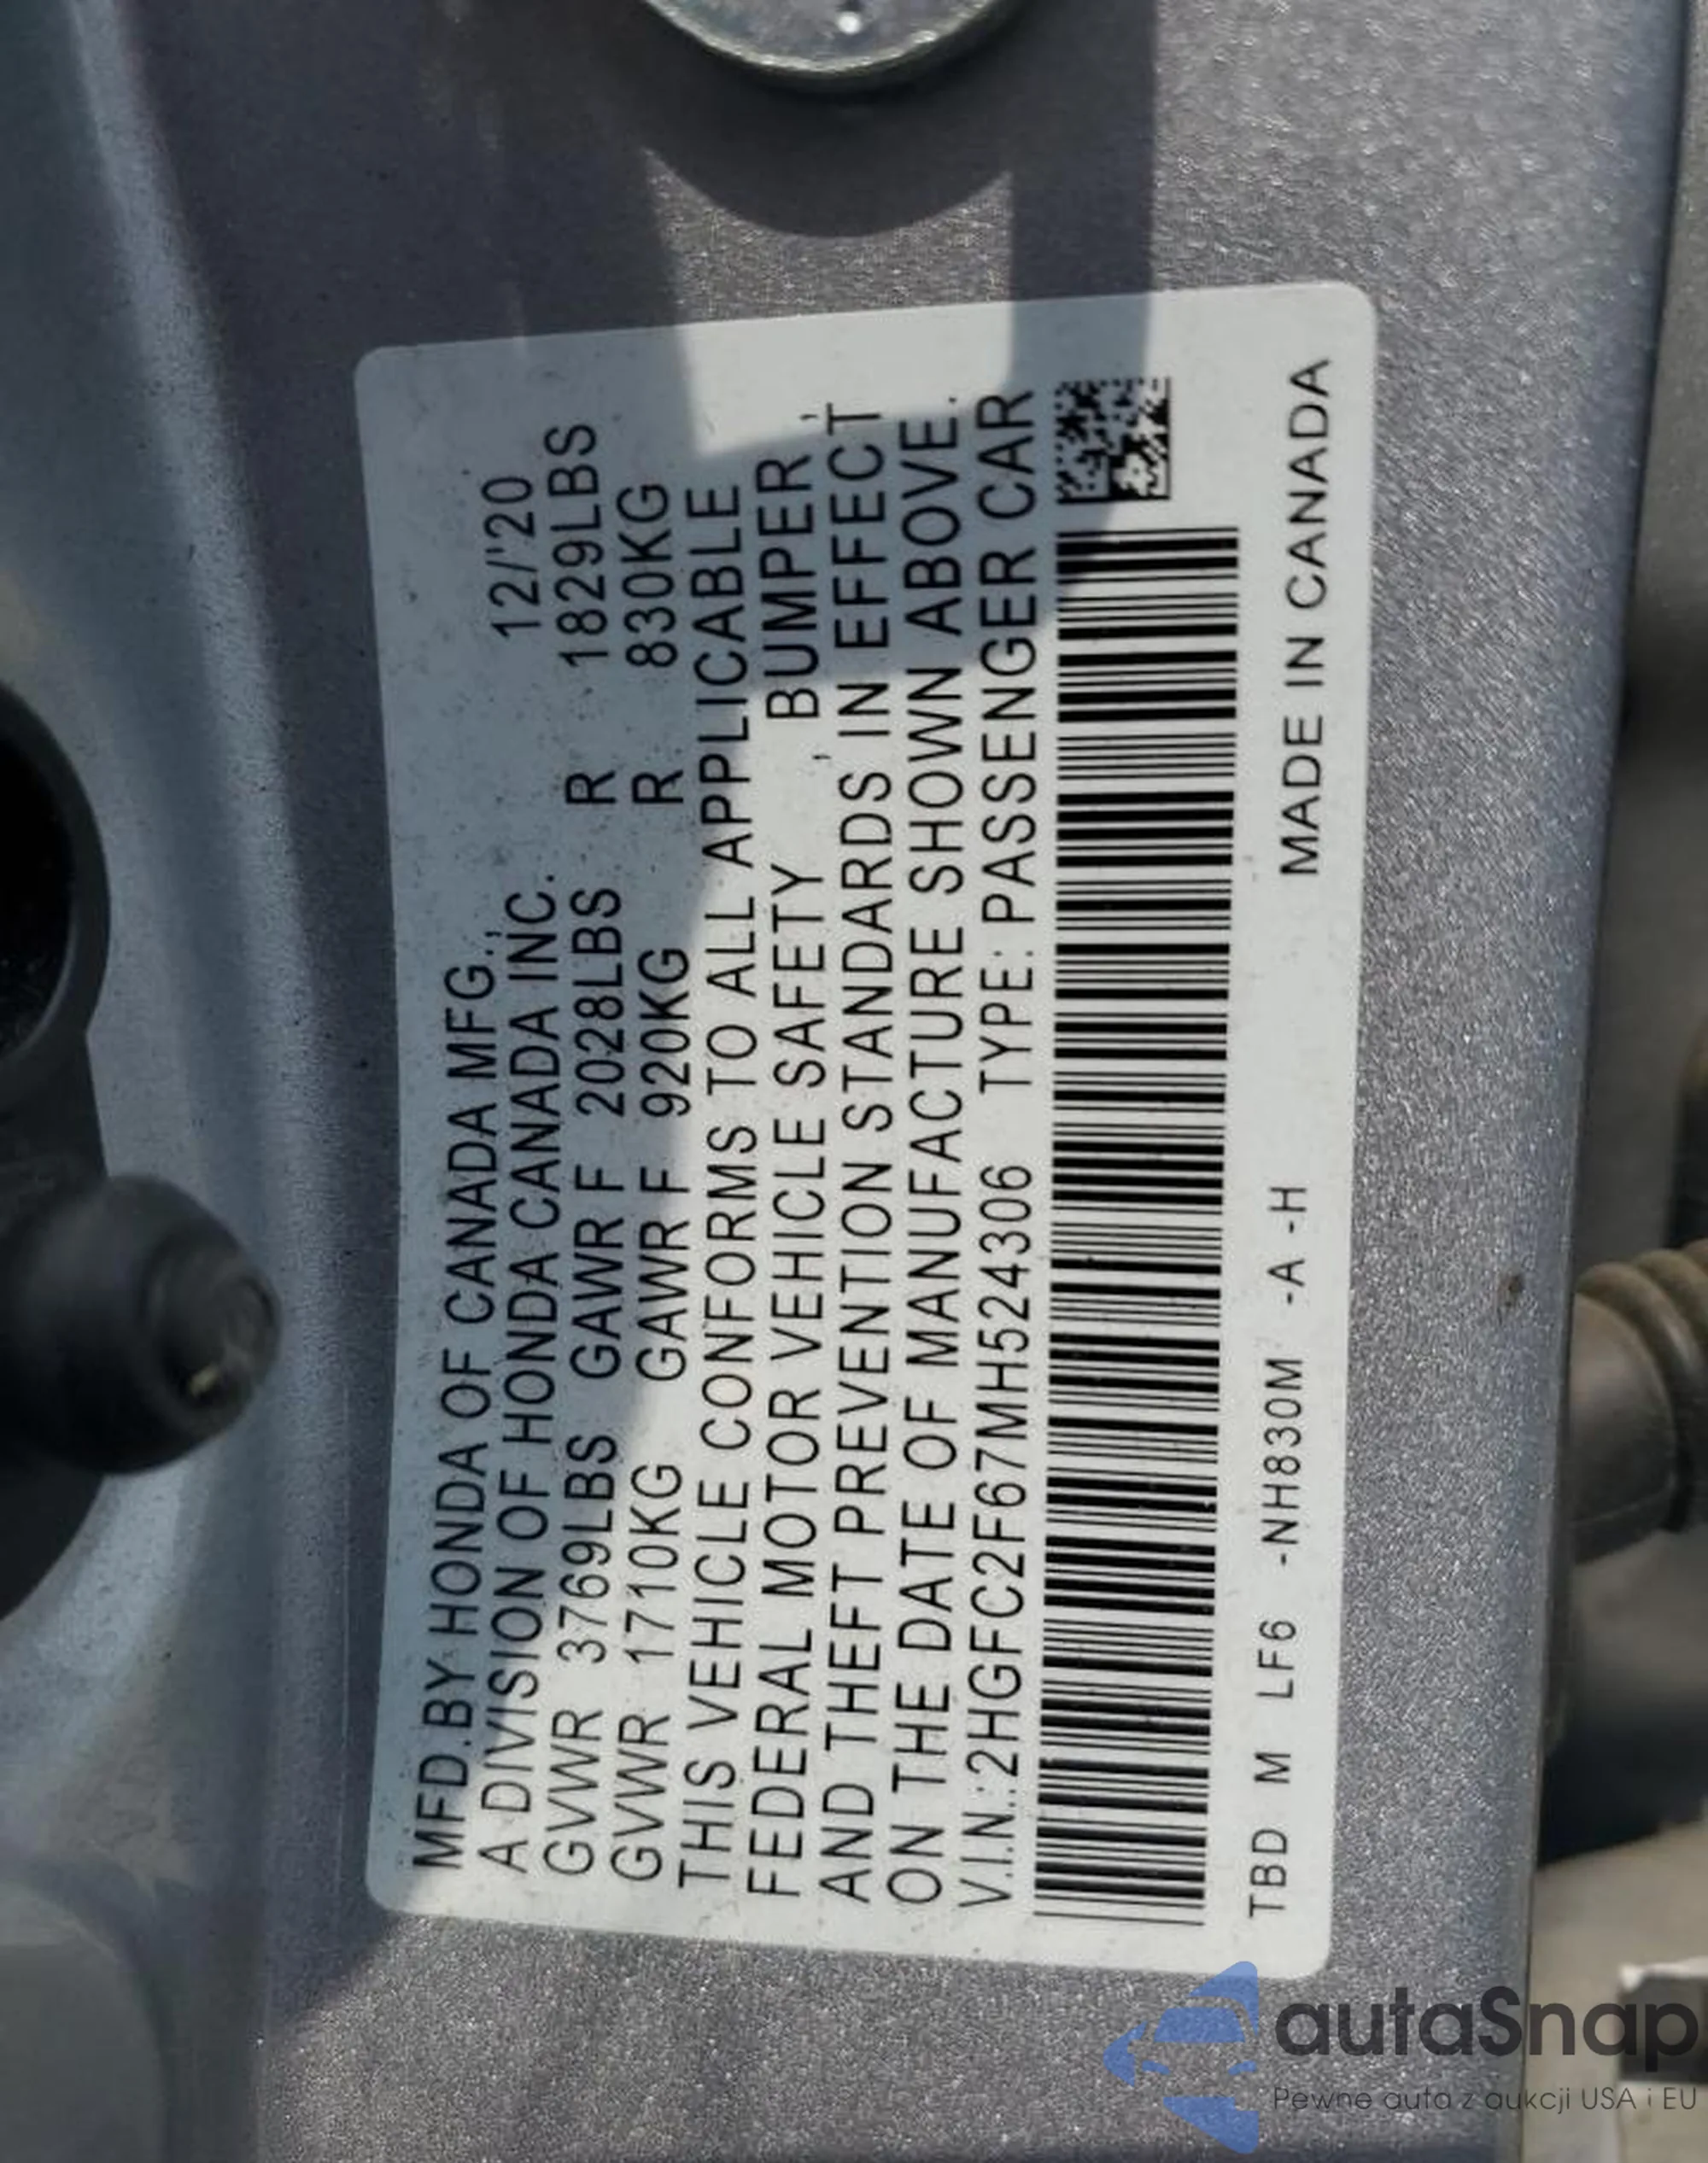 MFD.BY HONDA OF CANADA MFG.,
A DIVISION OF HONDA CANADA INC. 12/'20
GVWR 3769LBS GAWR F 2028LBS R 1829LBS
GVWR 1710KG GAWR F 920KG R 830KG
THIS VEHICLE CONFORMS TO ALL APPLICABLE
FEDERAL MOTOR VEHICLE SAFETY , BUMPER ,
AND THEFT PREVENTION STANDARDS IN EFFECT
ON THE DATE OF MANUFACTURE SHOWN ABOVE.
V.I.N.:2HGFC2F67MH524306 TYPE: PASSENGER CAR
TBD M LF6 -NH830M -A -H MADE IN CANADA
autaSnap
Pewne auta z aukcji USA i EU